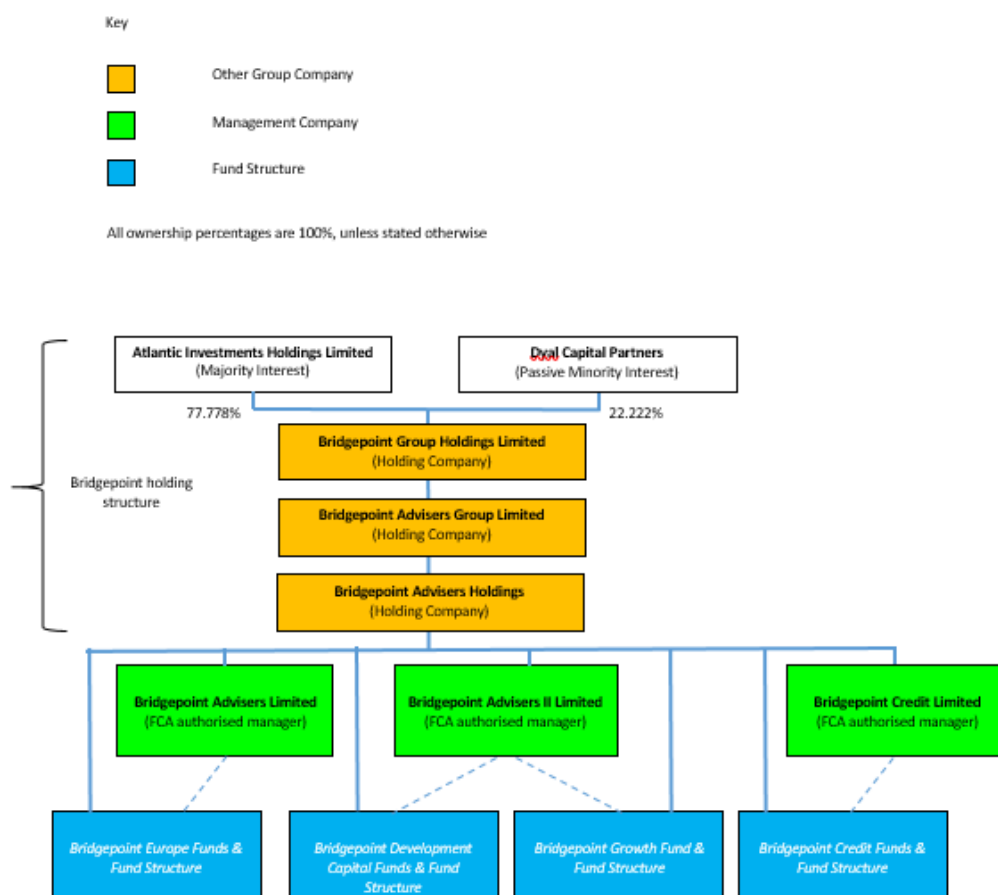 Key
Other Group Company
Management Company
Fund Structure
All ownership percentages are 100%, unless stated otherwise
Atlantic Investments Holdings Limited
(Majority Interest)
Dyal Capital Partners
(Passive Minority Interest)
77.778%
22.222%
Bridgepoint Group Holdings Limited
(Holding Company)
Bridgepoint holding
structure
Bridgepoint Advisers Group Limited
(Holding Company)
Bridgepoint Advisers Holdings
(Holding Company)
Bridgepoint Advisers Limited
(FCA authorised manager)
Bridgepoint Advisers II Limited
(FCA authorised manager)
Bridgepoint Credit Limited
(FCA authorised manager)
Bridgepoint Europe Funds &
Fund Structure
Bridgepoint Development
Capital Funds & Fund
Structure
Bridgepoint Growth Fund &
Fund Structure
Bridgepoint Credit Funds &
Fund Structure